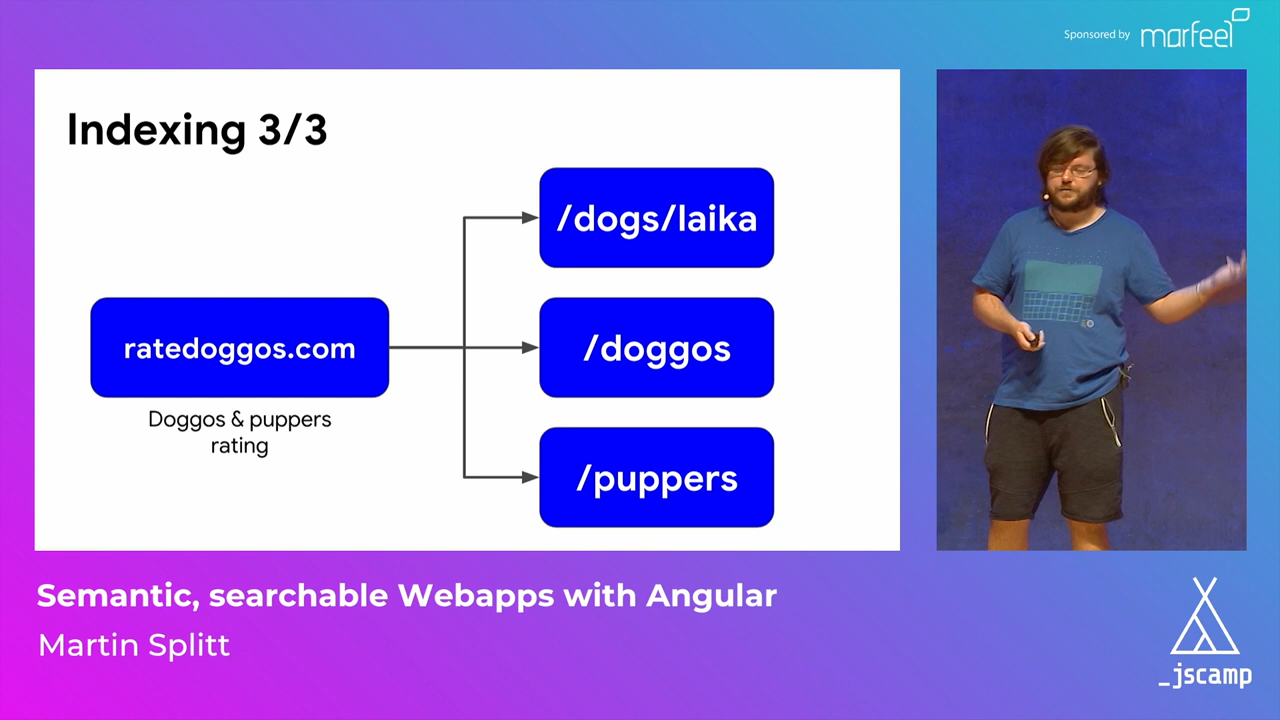 Sponsored by marfeel
Indexing 3/3
/dogs/laika
ratedoggos.com
/doggos
Doggos & puppers
rating
/puppers
Semantic, searchable Webapps with Angular
Martin Splitt
_jscamp